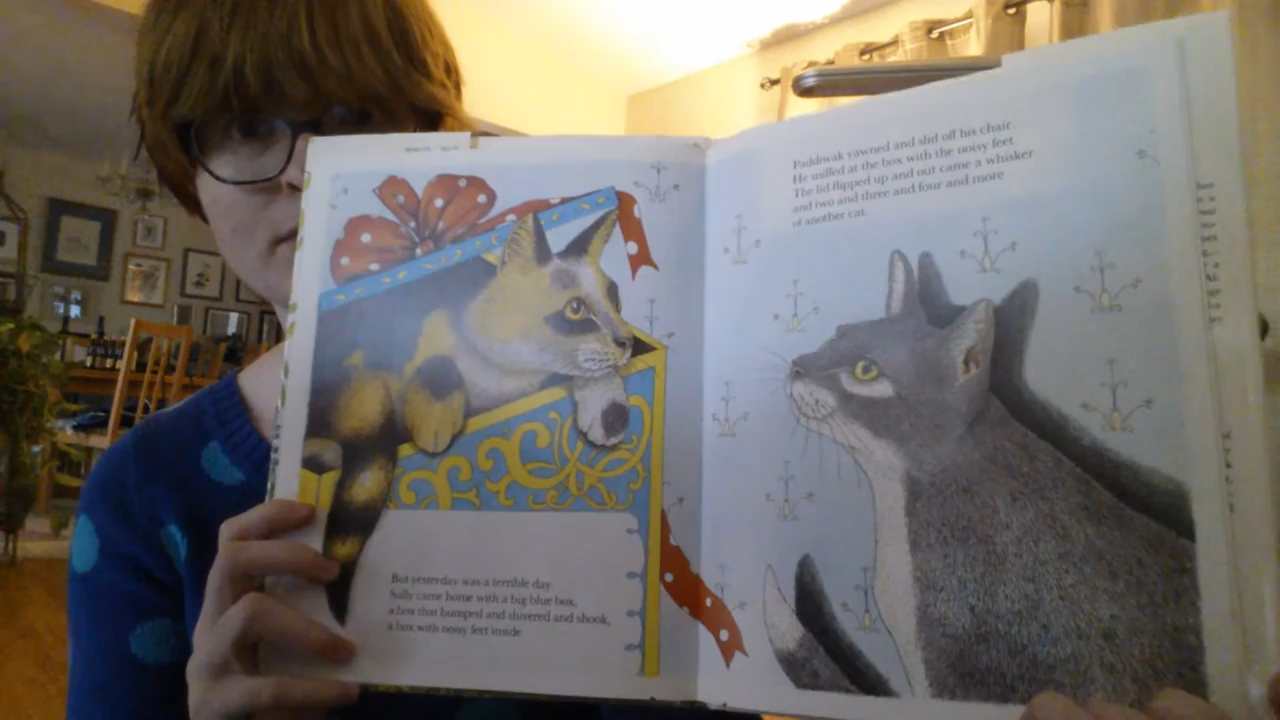 But yesterday was a terrible day.
Sally came home with a big blue box,
a box that bumped and shivered and shook,
a box with noisy feet inside.
Paddiwak yawned and slid off his chair.
He sniffed at the box with the noisy feet.
The lid flipped up and out came a whisker
and two and three and four and more
of another cat.